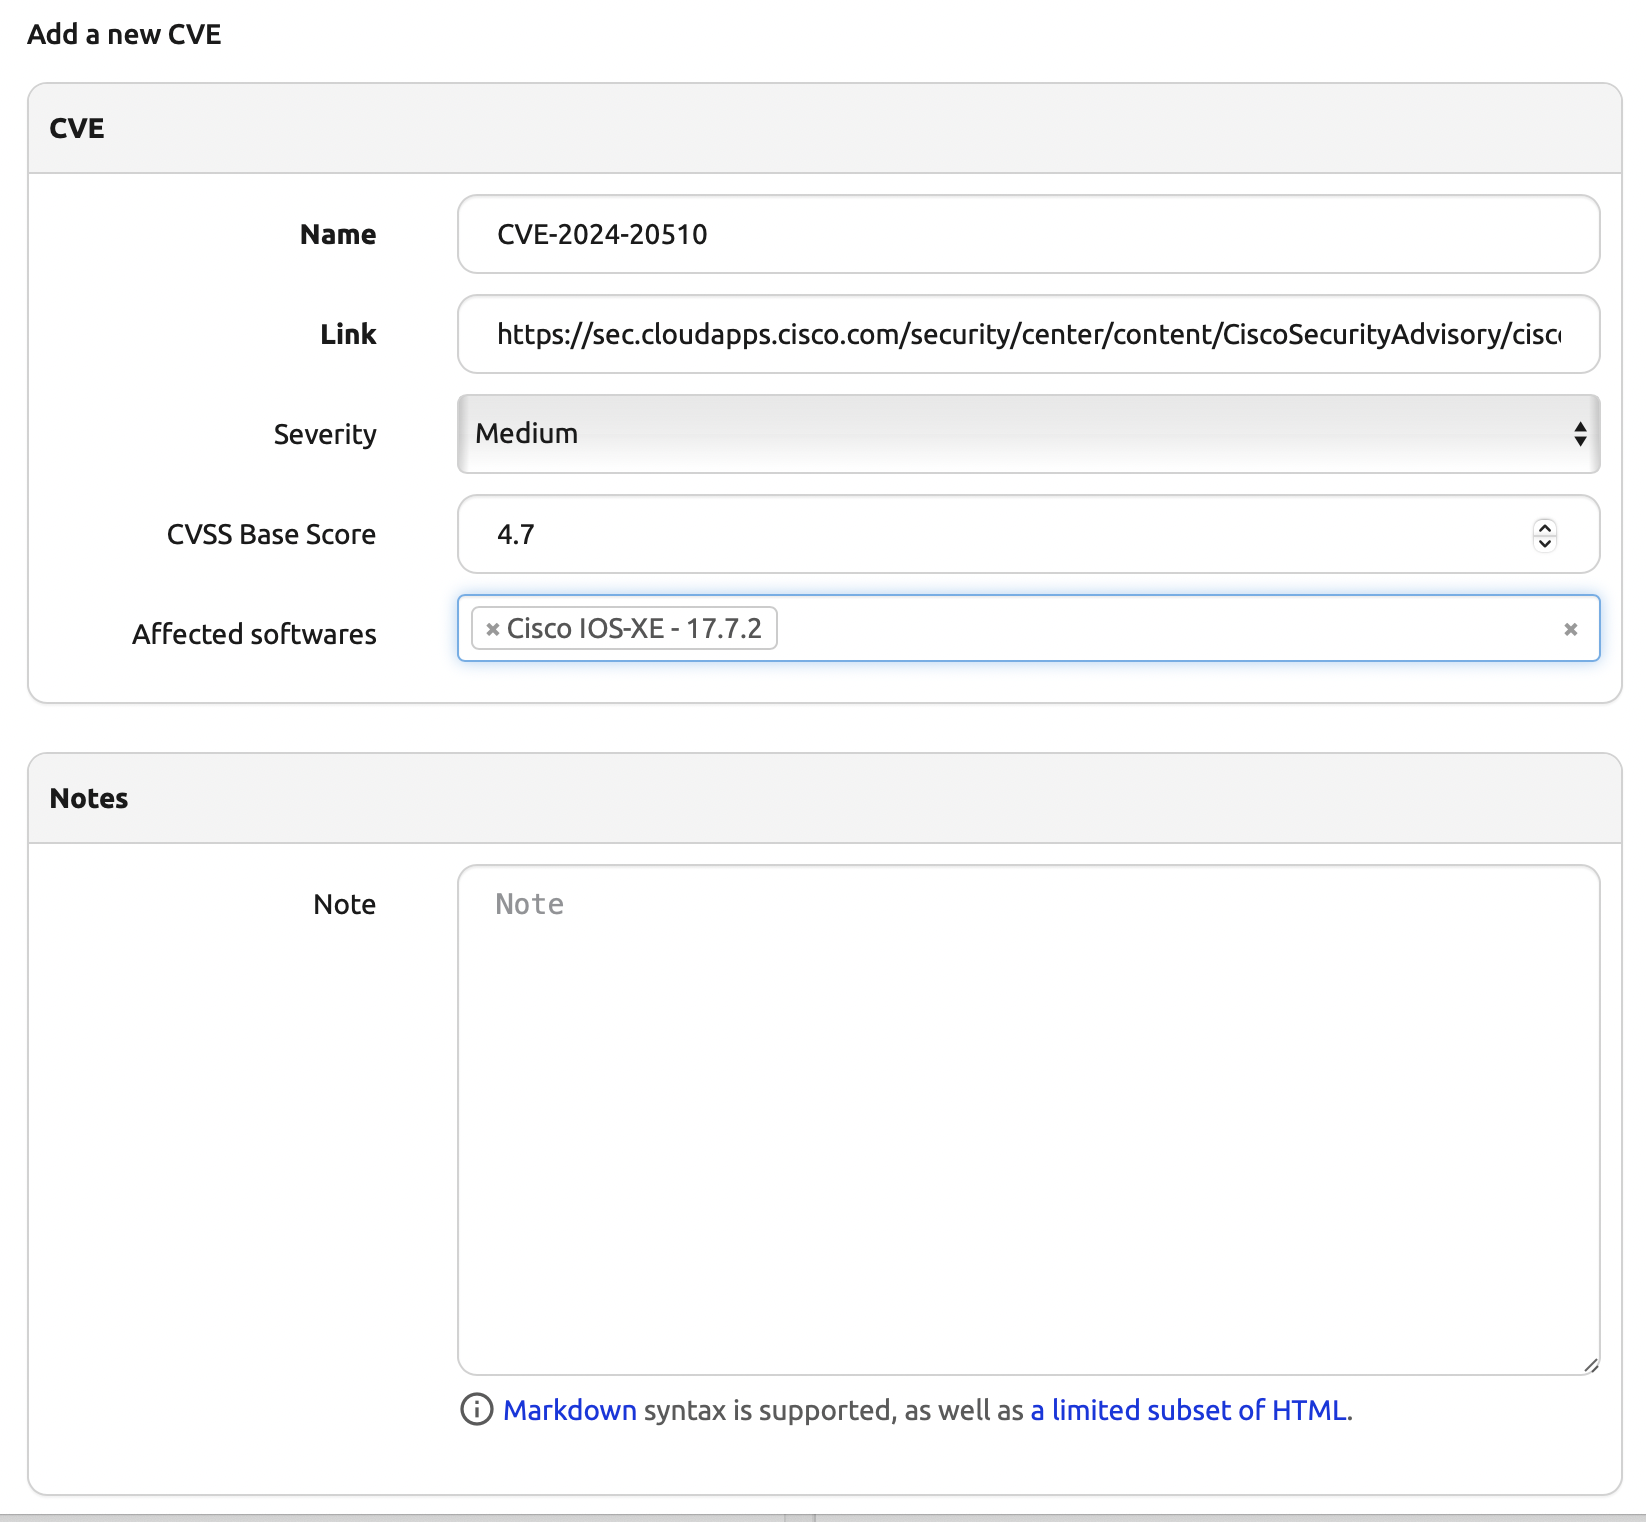 Add a new CVE
CVE
Name
CVE-2024-20510
Link
https://sec.cloudapps.cisco.com/security/center/content/CiscoSecurityAdvisory/cisc
Severity
Medium
CVSS Base Score
4.7
Affected softwares
× Cisco IOS-XE - 17.7.2 ×
Notes
Note
Note
Markdown syntax is supported, as well as a limited subset of HTML.